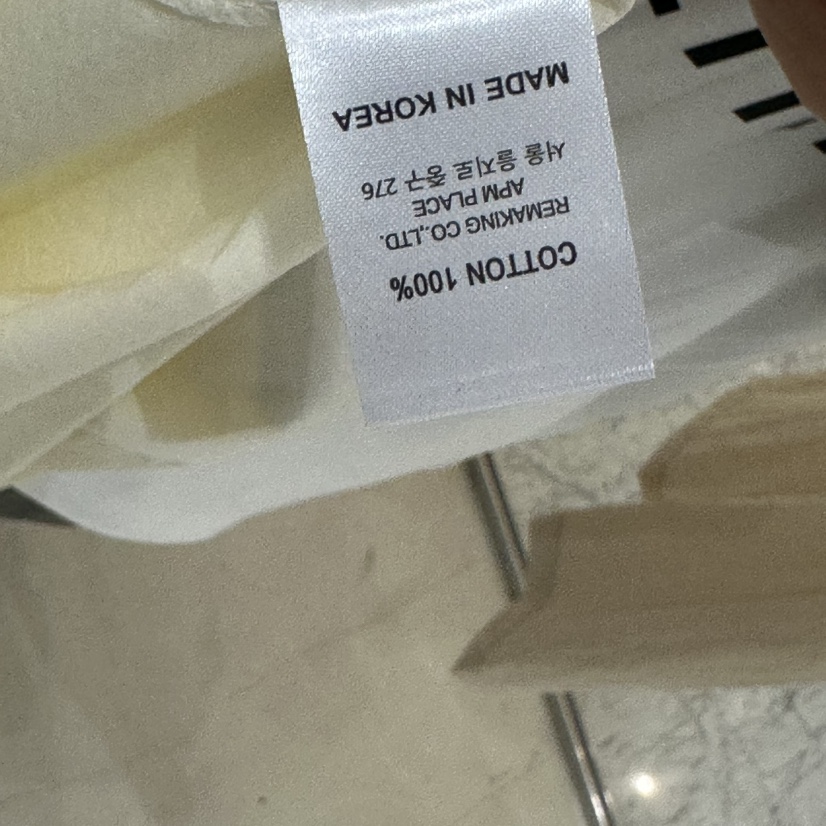 COTTON 100%
REMAKING CO.,LTD.
APM PLACE
서울 을지로 중구 276
MADE IN KOREA